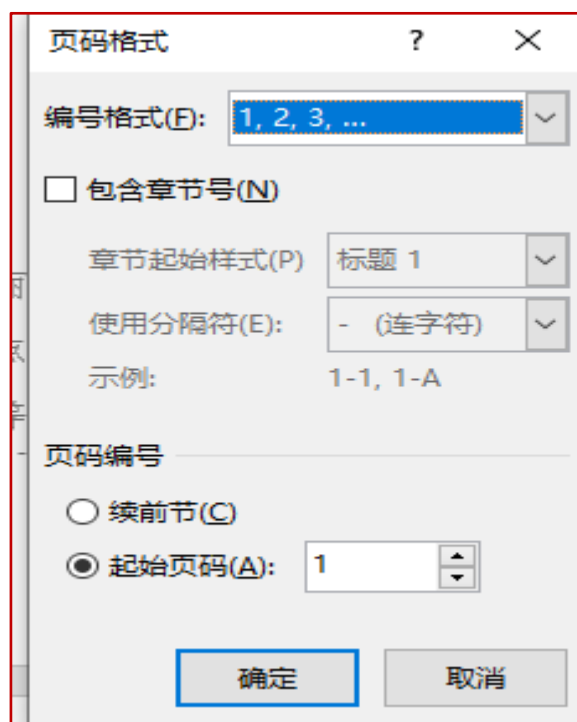 页码格式 ?
编号格式(F): 1, 2, 3, ...
包含章节号(N)
章节起始样式(P) 标题 1
使用分隔符(E): - (连字符)
示例: 1-1, 1-A
页码编号
续前节(C)
起始页码(A): 1
确定 取消